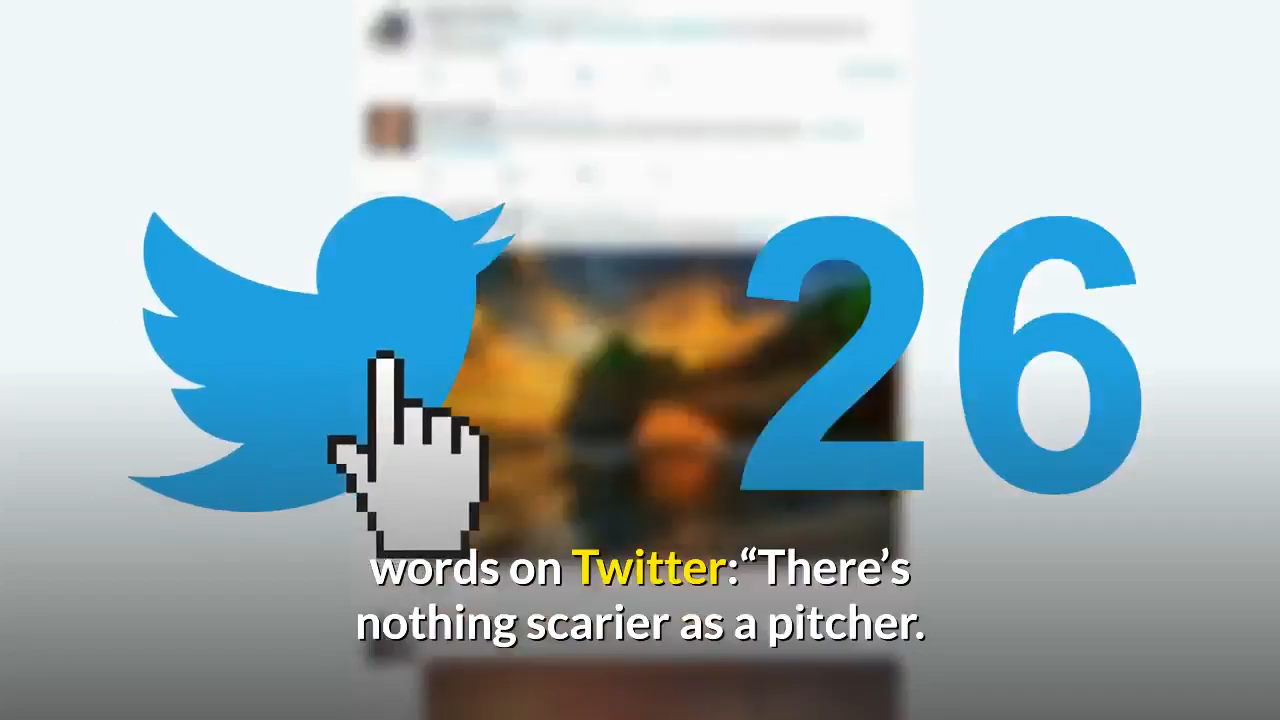 26
words on Twitter:“There’s
nothing scarier as a pitcher.